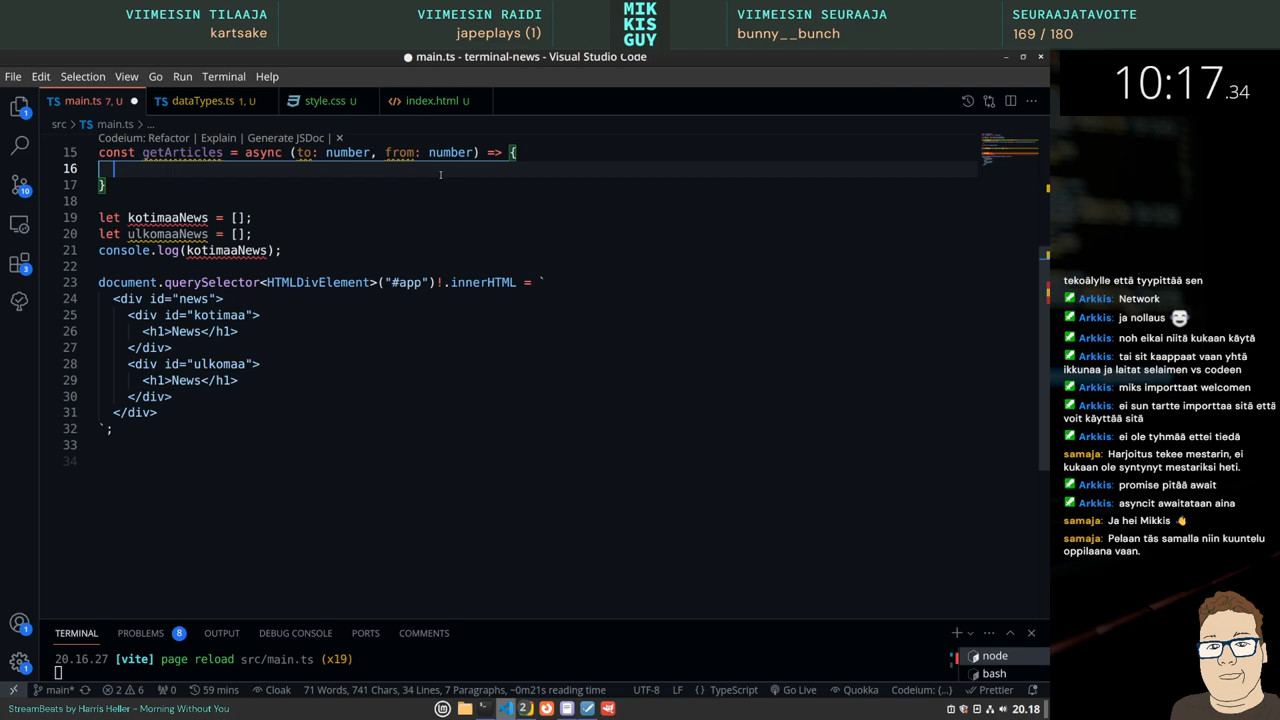 VIIMEISIN TILAAJA
kartsake
VIIMEISIN RAIDI
japeplays (1)
MIK
KIS
GUY
VIIMEISIN SEURAAJA
bunny__bunch
SEURAAJATAVOITE
169 / 180
main.ts - terminal-news - Visual Studio Code
File Edit Selection View Go Run Terminal Help
main.ts 7, U
dataTypes.ts 1, U
style.css U
index.html U
src > TS main.ts > ...
Codeium: Refactor | Explain | Generate JSDoc | ×
15 const getArticles = async (to: number, from: number) => {
16
17 }
18
19 let kotimaaNews = [];
20 let ulkomaaNews = [];
21 console.log(kotimaaNews);
22
23 document.querySelector<HTMLDivElement>("#app")!.innerHTML = `
24 <div id="news">
25 <div id="kotimaa">
26 <h1>News</h1>
27 </div>
28 <div id="ulkomaa">
29 <h1>News</h1>
30 </div>
31 </div>
32 `;
33
34
TERMINAL PROBLEMS 8 OUTPUT DEBUG CONSOLE PORTS COMMENTS
20.16.27 [vite] page reload src/main.ts (x19)
node
bash
main* 2 6 0 59 mins Cloak 71 Words, 741 Chars, 34 Lines, 7 Paragraphs, ~0m21s reading time UTF-8 LF {} TypeScript Go Live Quokka Codeium: {...} Prettier
StreamBeats by Harris Heller - Morning Without You
20.18
10:17.34
tekoälylle että tyypittää sen
Arkkis: Network
Arkkis: ja nollaus
Arkkis: noh eikai niitä kukaan käytä
Arkkis: tai sit kaappaat vaan yhtä
ikkunaa ja laitat selaimen vs codeen
Arkkis: miks importtaat welcomen
Arkkis: ei sun tartte importtaa sitä että
voit käyttää sitä
Arkkis: ei ole tyhmää ettei tiedä
samaja: Harjoitus tekee mestarin, ei
kukaan ole syntynyt mestariksi heti.
Arkkis: promise pitää await
Arkkis: asyncit awaitataan aina
samaja: Ja hei Mikkis
samaja: Pelaan täs samalla niin kuuntelu
oppilaana vaan.